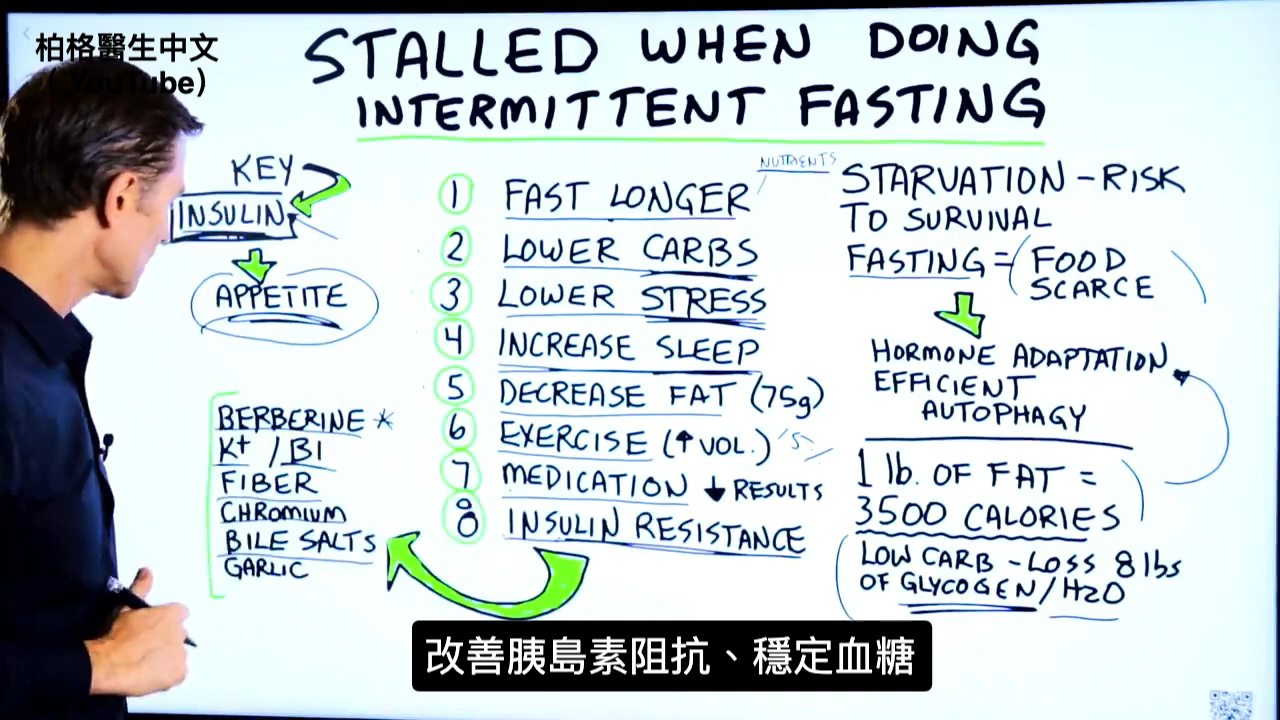 柏格醫生中文
（ YouTube）
STALLED WHEN DOING
INTERMITTENT FASTING
KEY
INSULIN
APPETITE
BERBERINE *
K+ / B1
FIBER
CHROMIUM
BILE SALTS
GARLIC
1 FAST LONGER
2 LOWER CARBS
3 LOWER STRESS
4 INCREASE SLEEP
5 DECREASE FAT (75g)
6 EXERCISE (↑ VOL.)
7 MEDICATION ↓ RESULTS
8 INSULIN RESISTANCE
NUTRIENTS
STARVATION - RISK
TO SURVIVAL
FASTING = (FOOD
SCARCE
HORMONE ADAPTATION
EFFICIENT
AUTOPHAGY
1 lb. OF FAT =
3500 CALORIES
LOW CARB - LOSS 8 lbs
OF GLYCOGEN / H2O
改善胰島素阻抗、穩定血糖